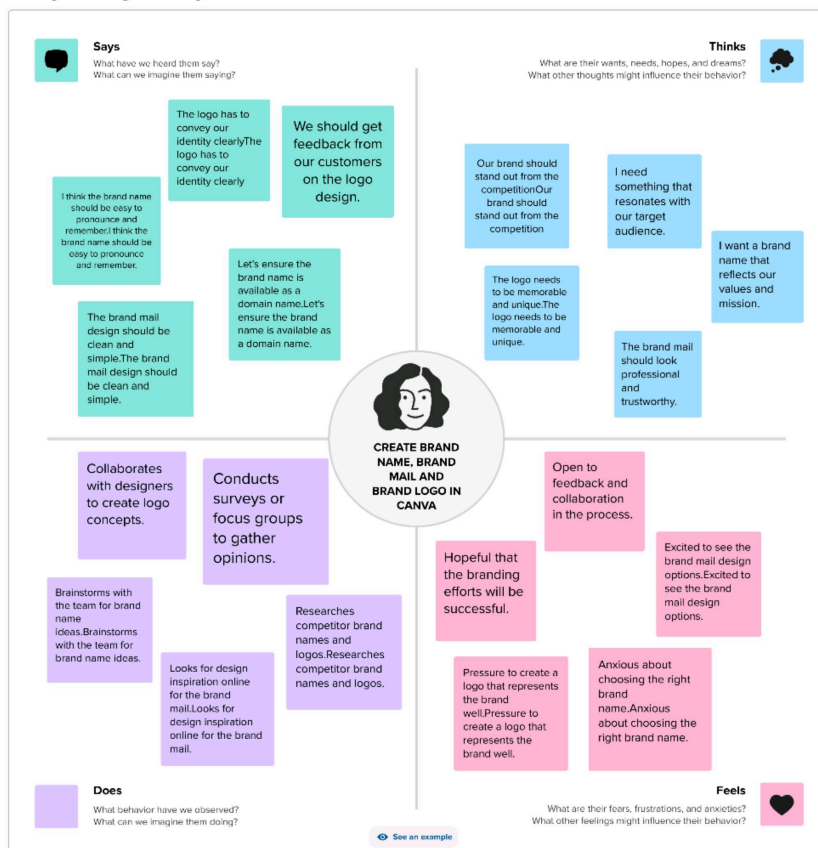 Says
What have we heard them say?
What can we imagine them saying?
The logo has to
convey our
identity clearlyThe
logo has to
convey our
identity clearly
We should get
feedback from
our customers
on the logo
design.
I think the brand name
should be easy to
pronounce and
remember.I think the
brand name should be
easy to pronounce
and remember.
Let's ensure the
brand name is
available as a
domain name.Let's
ensure the brand
name is available as
a domain name.
The brand mail
design should be
clean and
simple.The brand
mail design should
be clean and
simple.
Thinks
What are their wants, needs, hopes, and dreams?
What other thoughts might influence their behavior?
Our brand should
stand out from the
competitionOur
brand should
stand out from the
competition
I need
something that
resonates with
our target
audience.
I want a brand
name that
reflects our
values and
mission.
The logo needs
to be memorable
and unique.The
logo needs to be
memorable and
unique.
The brand mail
should look
professional
and
trustworthy.
CREATE BRAND
NAME, BRAND
MAIL AND
BRAND LOGO IN
CANVA
Collaborates
with designers
to create logo
concepts.
Conducts
surveys or
focus groups
to gather
opinions.
Brainstorms with
the team for brand
name
ideas.Brainstorms
with the team for
brand name ideas.
Researches
competitor brand
names and
logos.Researches
competitor brand
names and logos.
Looks for design
inspiration online
for the brand
mail.Looks for
design inspiration
online for the brand
mail.
Does
What behavior have we observed?
What can we imagine them doing?
Open to
feedback and
collaboration
in the process.
Hopeful that
the branding
efforts will be
successful.
Excited to see the
brand mail design
options.Excited to
see the brand
mail design
options.
Pressure to create a
logo that represents
the brand
well.Pressure to
create a logo that
represents the
brand well.
Anxious about
choosing the right
brand
name.Anxious
about choosing the
right brand name.
Feels
What are their fears, frustrations, and anxieties?
What other feelings might influence their behavior?
See an example